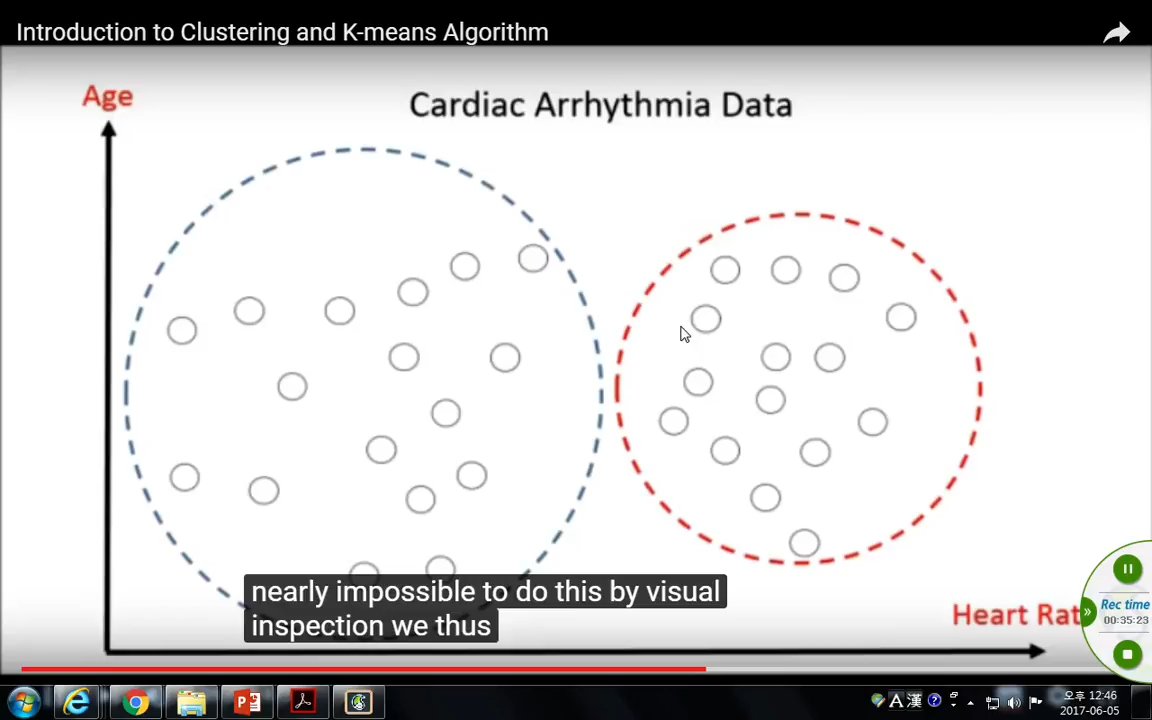 Introduction to Clustering and K-means Algorithm
Age
Cardiac Arrhythmia Data
nearly impossible to do this by visual
inspection we thus
Heart Rat
Rec time
00:35:23
A 漢
오후 12:46
2017-06-05